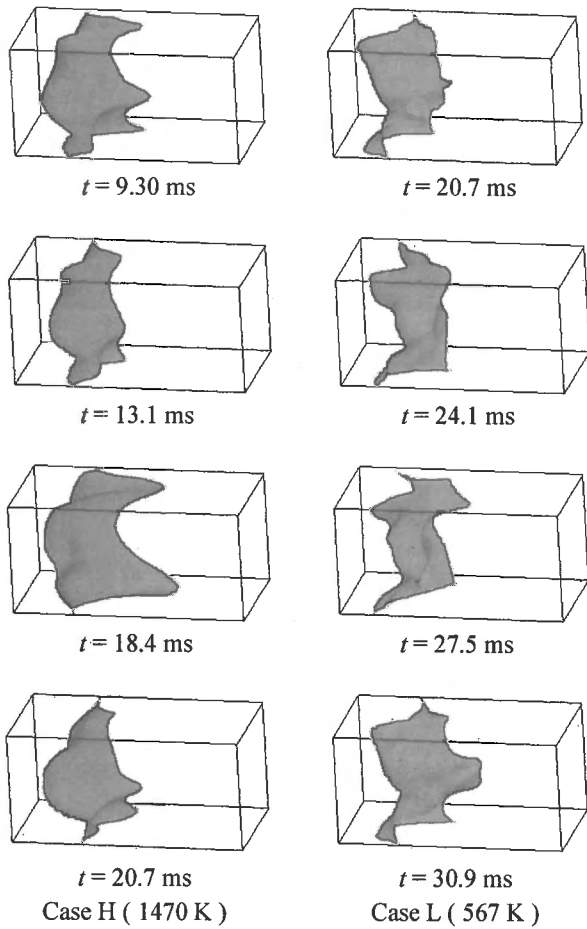 t = 9.30 ms
t = 20.7 ms
t = 13.1 ms
t = 24.1 ms
t = 18.4 ms
t = 27.5 ms
t = 20.7 ms
t = 30.9 ms
Case H ( 1470 K )
Case L ( 567 K )